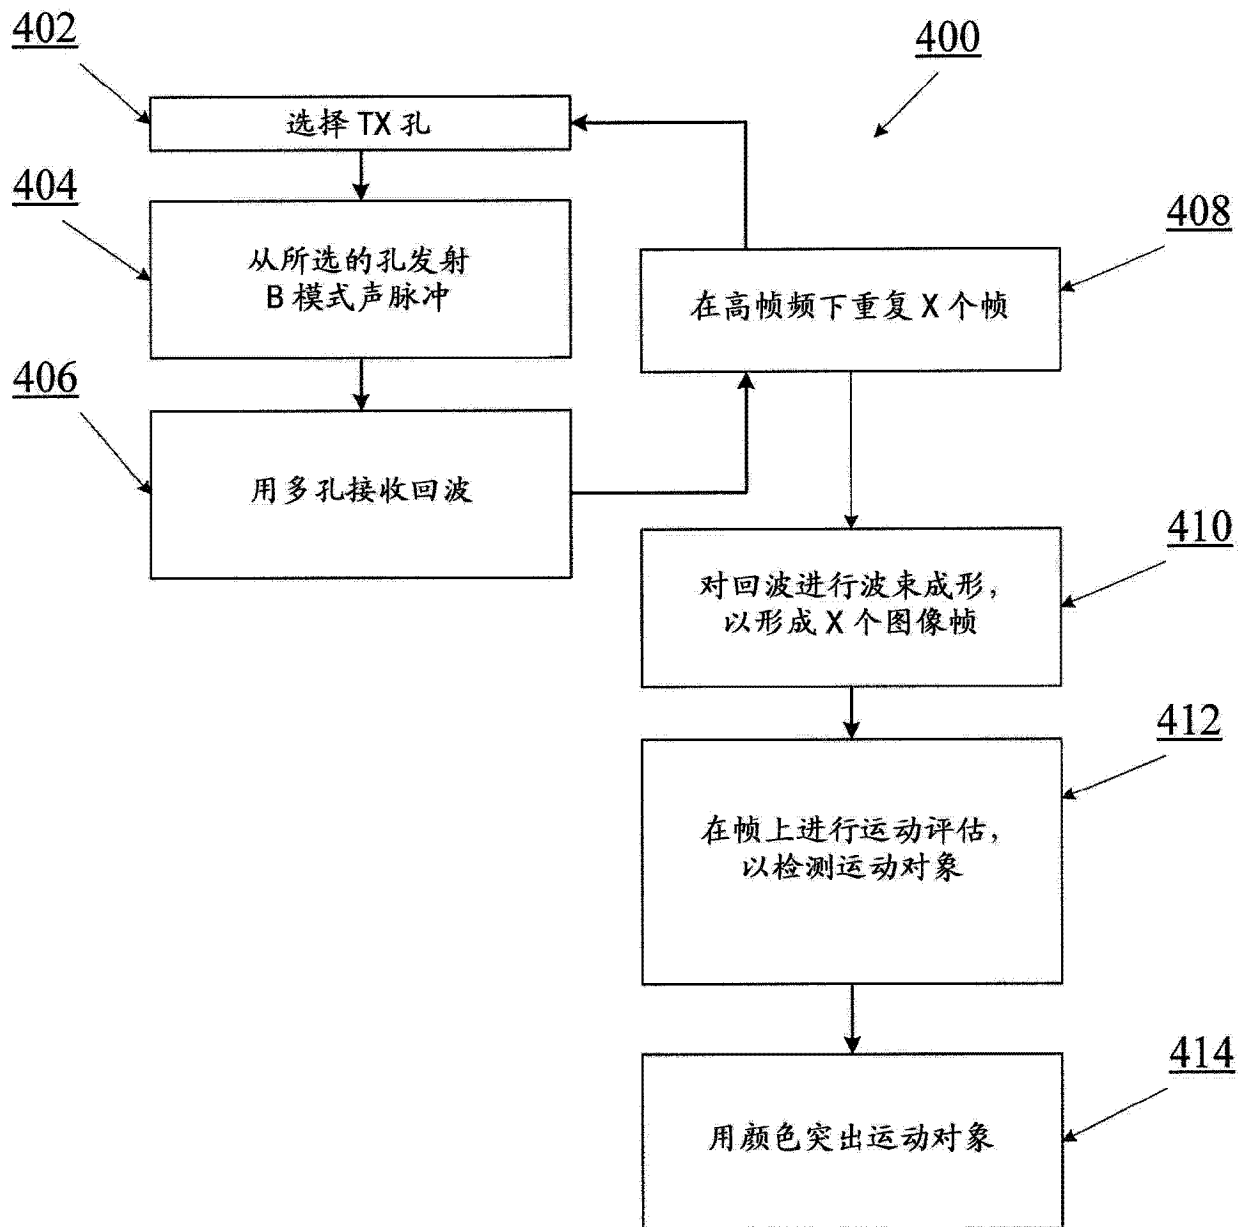 402
400
选择 TX 孔
404
从所选的孔发射
B 模式声脉冲
408
在高帧频下重复 X 个帧
406
用多孔接收回波
410
对回波进行波束成形，
以形成 X 个图像帧
412
在帧上进行运动评估，
以检测运动对象
414
用颜色突出运动对象